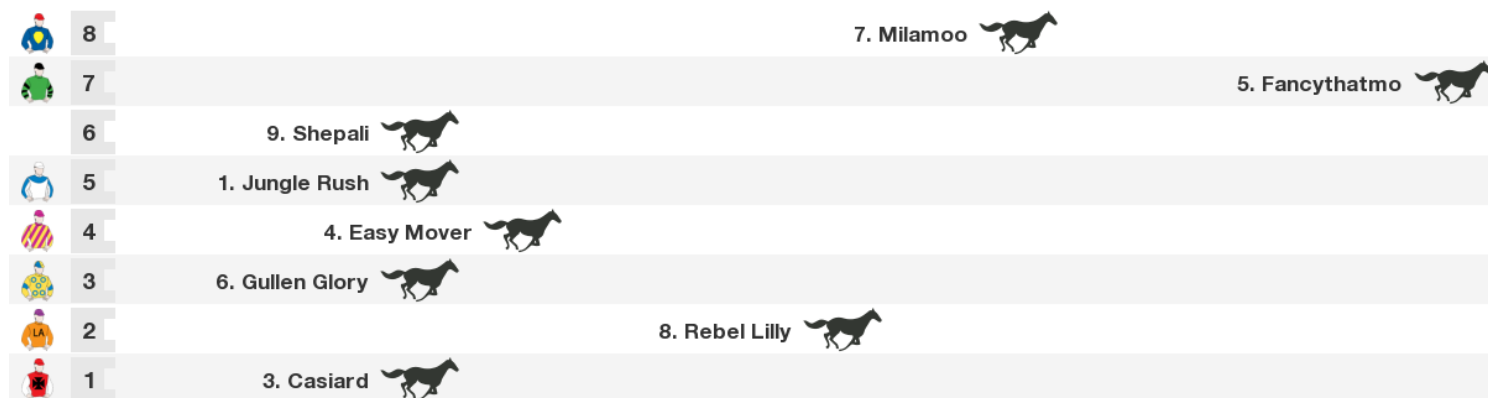 8 7. Milamoo
7 5. Fancythatmo
6 9. Shepali
5 1. Jungle Rush
4 4. Easy Mover
3 6. Gullen Glory
LA 2 8. Rebel Lilly
1 3. Casiard